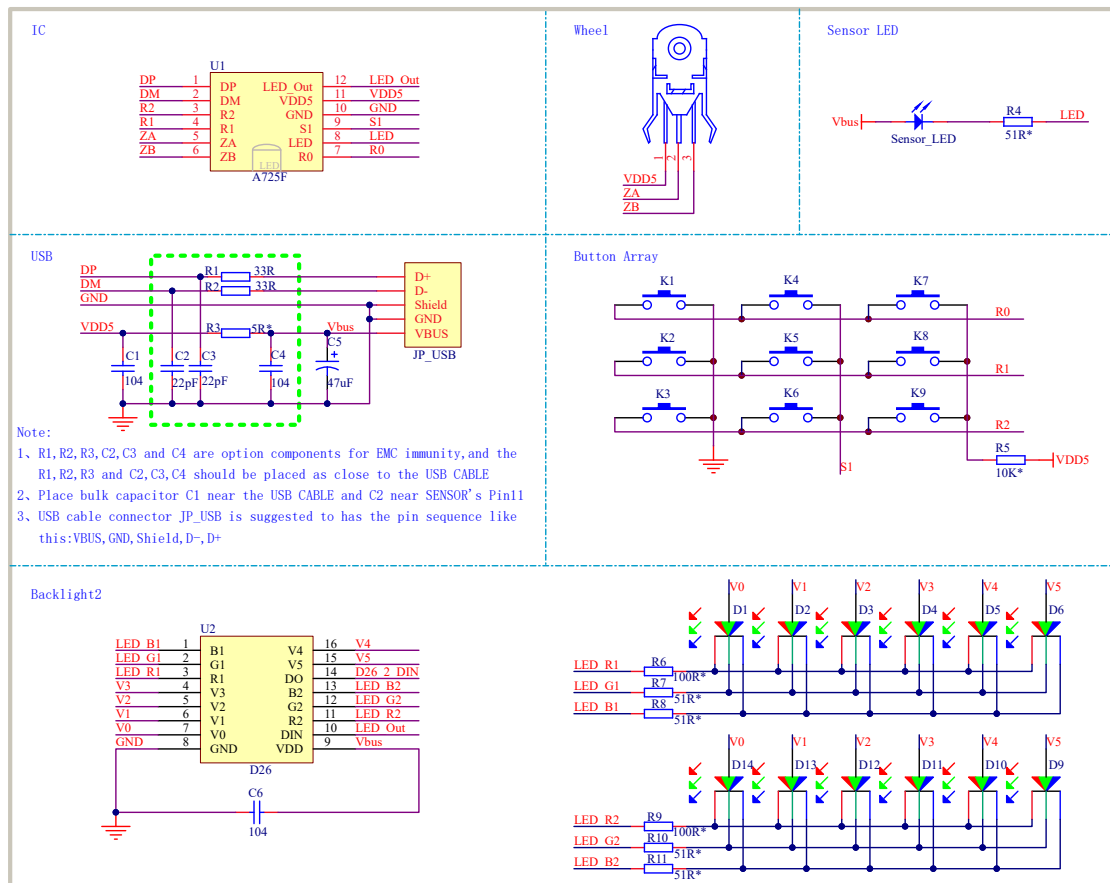 IC
U1
DP 1 DP LED_Out 12 LED_Out
DM 2 DM VDD5 11 VDD5
R2 3 R2 GND 10 GND
R1 4 R1 S1 9 S1
ZA 5 ZA LED 8 LED
ZB 6 ZB R0 7 R0
LED
A725F
Wheel
1 2 3
VDD5
ZA
ZB
Sensor LED
Vbus
Sensor_LED
R4
51R*
LED
USB
DP R1 33R D+
DM R2 33R D-
GND Shield
GND
VDD5 R3 5R* Vbus VBUS
JP_USB
C1
104
C2
22pF
C3
22pF
C4
104
C5
+
47uF
Note:
1、R1,R2,R3,C2,C3 and C4 are option components for EMC immunity,and the
R1,R2,R3 and C2,C3,C4 should be placed as close to the USB CABLE
2、Place bulk capacitor C1 near the USB CABLE and C2 near SENSOR's Pin11
3、USB cable connector JP_USB is suggested to has the pin sequence like
this:VBUS,GND,Shield,D-,D+
Button Array
K1 K4 K7
R0
K2 K5 K8
R1
K3 K6 K9
R2
S1
R5
10K*
VDD5
Backlight2
U2
LED_B1 1 B1 V4 16 V4
LED_G1 2 G1 V5 15 V5
LED_R1 3 R1 DO 14 D26_2_DIN
V3 4 V3 B2 13 LED_B2
V2 5 V2 G2 12 LED_G2
V1 6 V1 R2 11 LED_R2
V0 7 V0 DIN 10 LED_Out
GND 8 GND VDD 9 Vbus
D26
C6
104
V0 V1 V2 V3 V4 V5
D1 D2 D3 D4 D5 D6
LED_R1 R6 100R*
LED_G1 R7 51R*
LED_B1 R8 51R*
V0 V1 V2 V3 V4 V5
D14 D13 D12 D11 D10 D9
LED_R2 R9 100R*
LED_G2 R10 51R*
LED_B2 R11 51R*